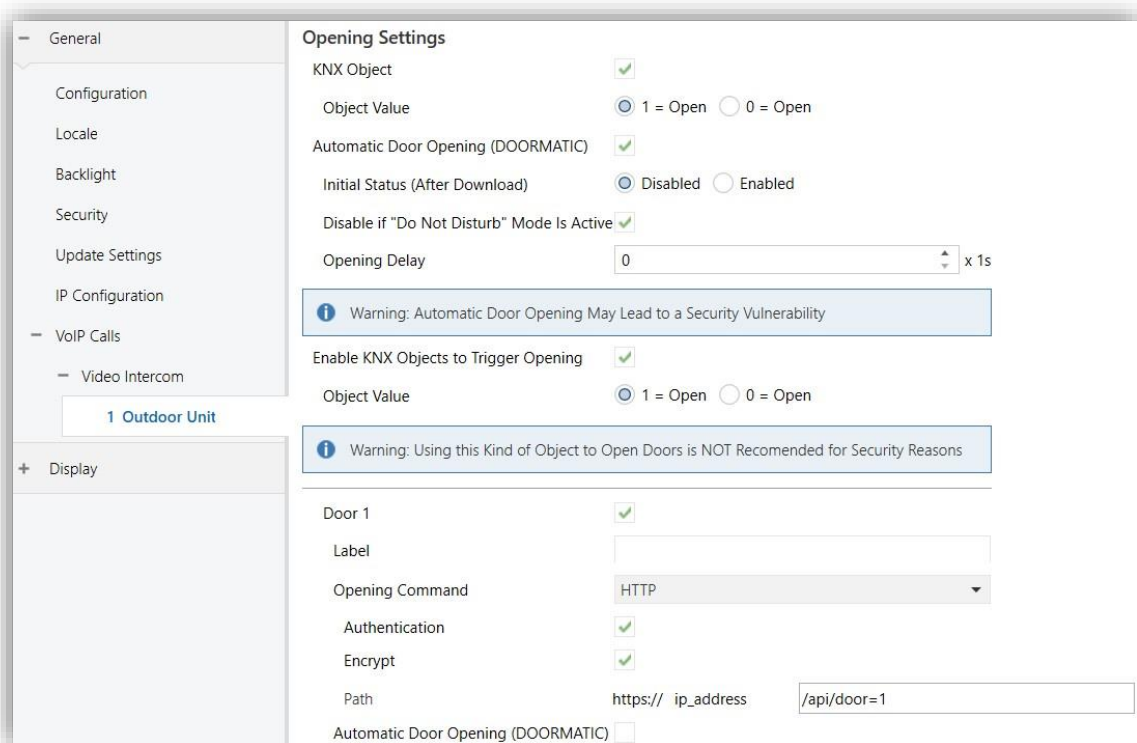 General
Configuration
Locale
Backlight
Security
Update Settings
IP Configuration
VoIP Calls
Video Intercom
1 Outdoor Unit
Display
Opening Settings
KNX Object
Object Value 1 = Open 0 = Open
Automatic Door Opening (DOORMATIC)
Initial Status (After Download) Disabled Enabled
Disable if "Do Not Disturb" Mode Is Active
Opening Delay 0 x 1s
Warning: Automatic Door Opening May Lead to a Security Vulnerability
Enable KNX Objects to Trigger Opening
Object Value 1 = Open 0 = Open
Warning: Using this Kind of Object to Open Doors is NOT Recomended for Security Reasons
Door 1
Label
Opening Command HTTP
Authentication
Encrypt
Path https:// ip_address /api/door=1
Automatic Door Opening (DOORMATIC)